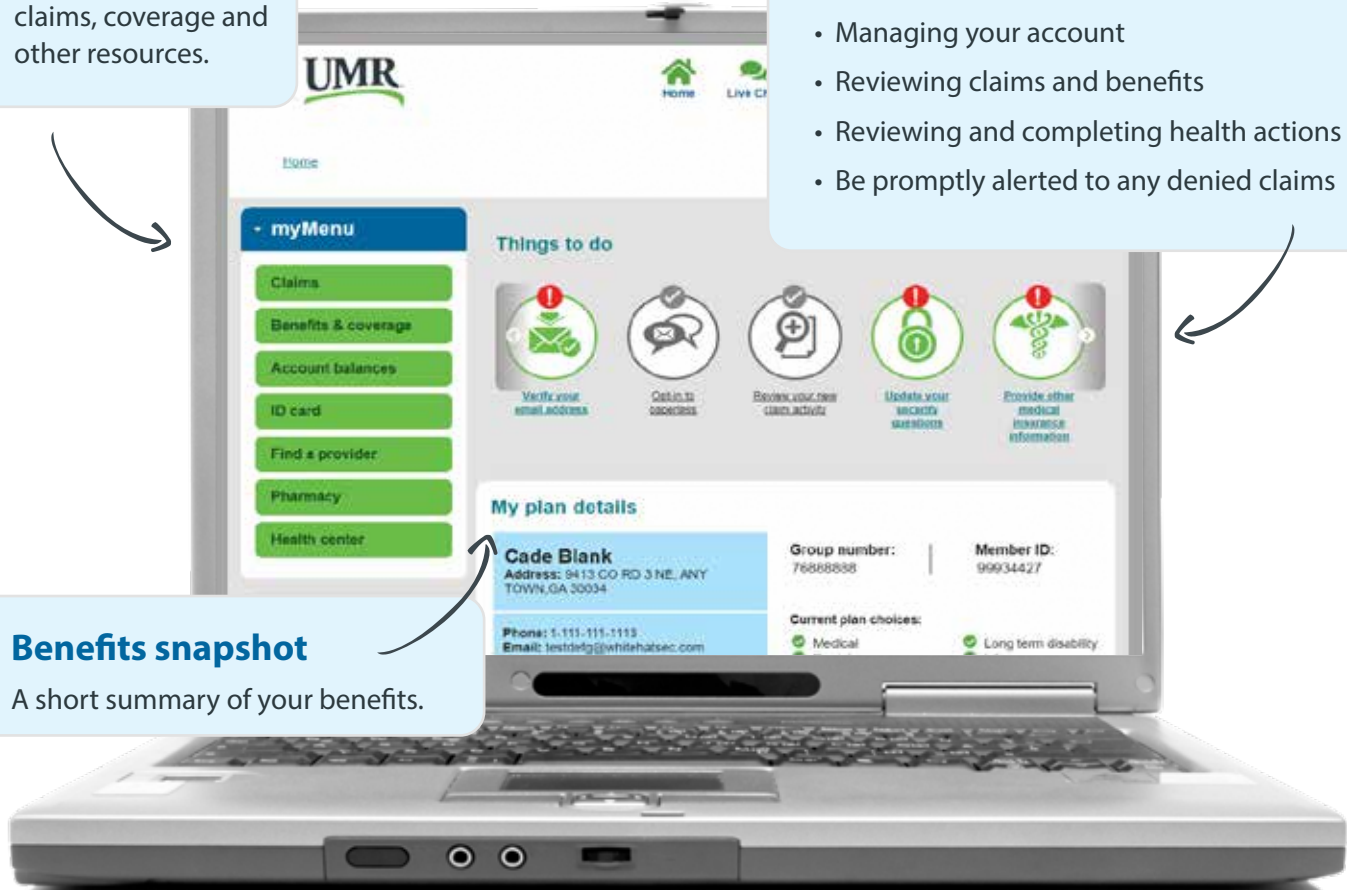 claims, coverage and
other resources.
• Managing your account
• Reviewing claims and benefits
• Reviewing and completing health actions
• Be promptly alerted to any denied claims
UMR
Home
Live
Home
- myMenu
Claims
Benefits & coverage
Account balances
ID card
Find a provider
Pharmacy
Health center
Things to do
Verify your
email address
Opt-in to
paperless
Review your new
claim activity
Update your
security
questions
Provide other
medical
insurance
information
My plan details
Cade Blank
Address: 9413 CO RD 3 NE, ANY
TOWN, GA 30034
Phone: 1-111-111-1113
Email: testdefg@whitehatsec.com
Group number:
76888888
Member ID:
99934427
Current plan choices:
Medical
Long term disability
Benefits snapshot
A short summary of your benefits.